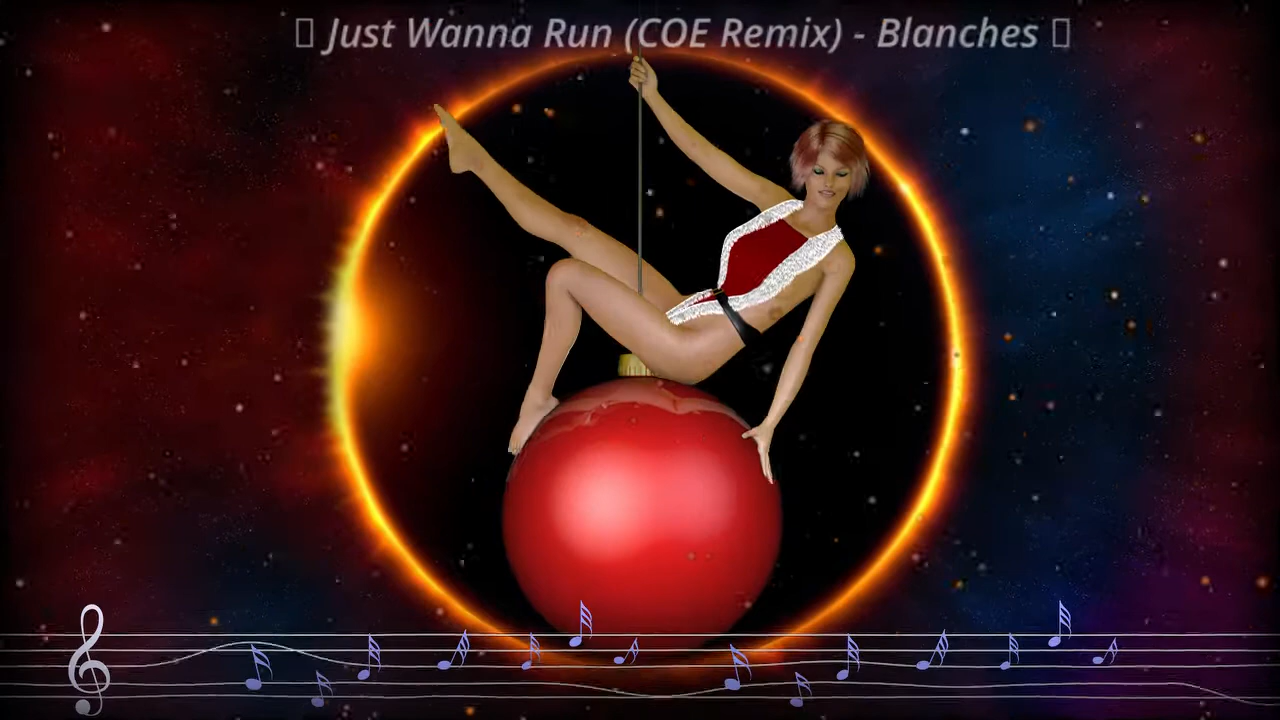 ▯ Just Wanna Run (COE Remix) - Blanches ▯